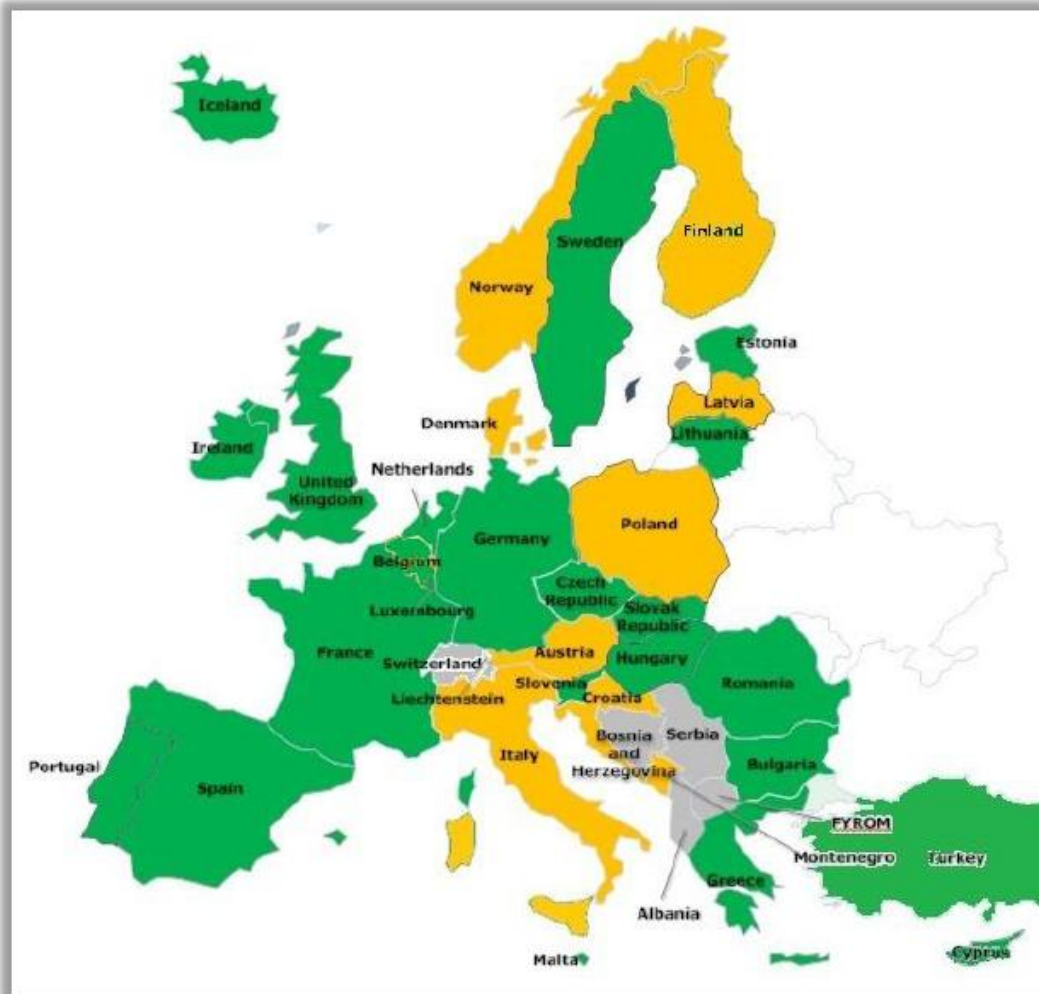 Iceland
Sweden
Finland
Norway
Estonia
Latvia
Denmark
Lithuania
Ireland
Netherlands
United
Kingdom
Poland
Germany
Belgium
Czech
Republic
Luxembourg
Slovak
Republic
France
Austria
Switzerland
Hungary
Slovenia
Romania
Liechtenstein
Croatia
Bosnia
and
Herzegovina
Serbia
Italy
Portugal
Bulgaria
Spain
FYROM
Montenegro
Turkey
Greece
Albania
Cyprus
Malta